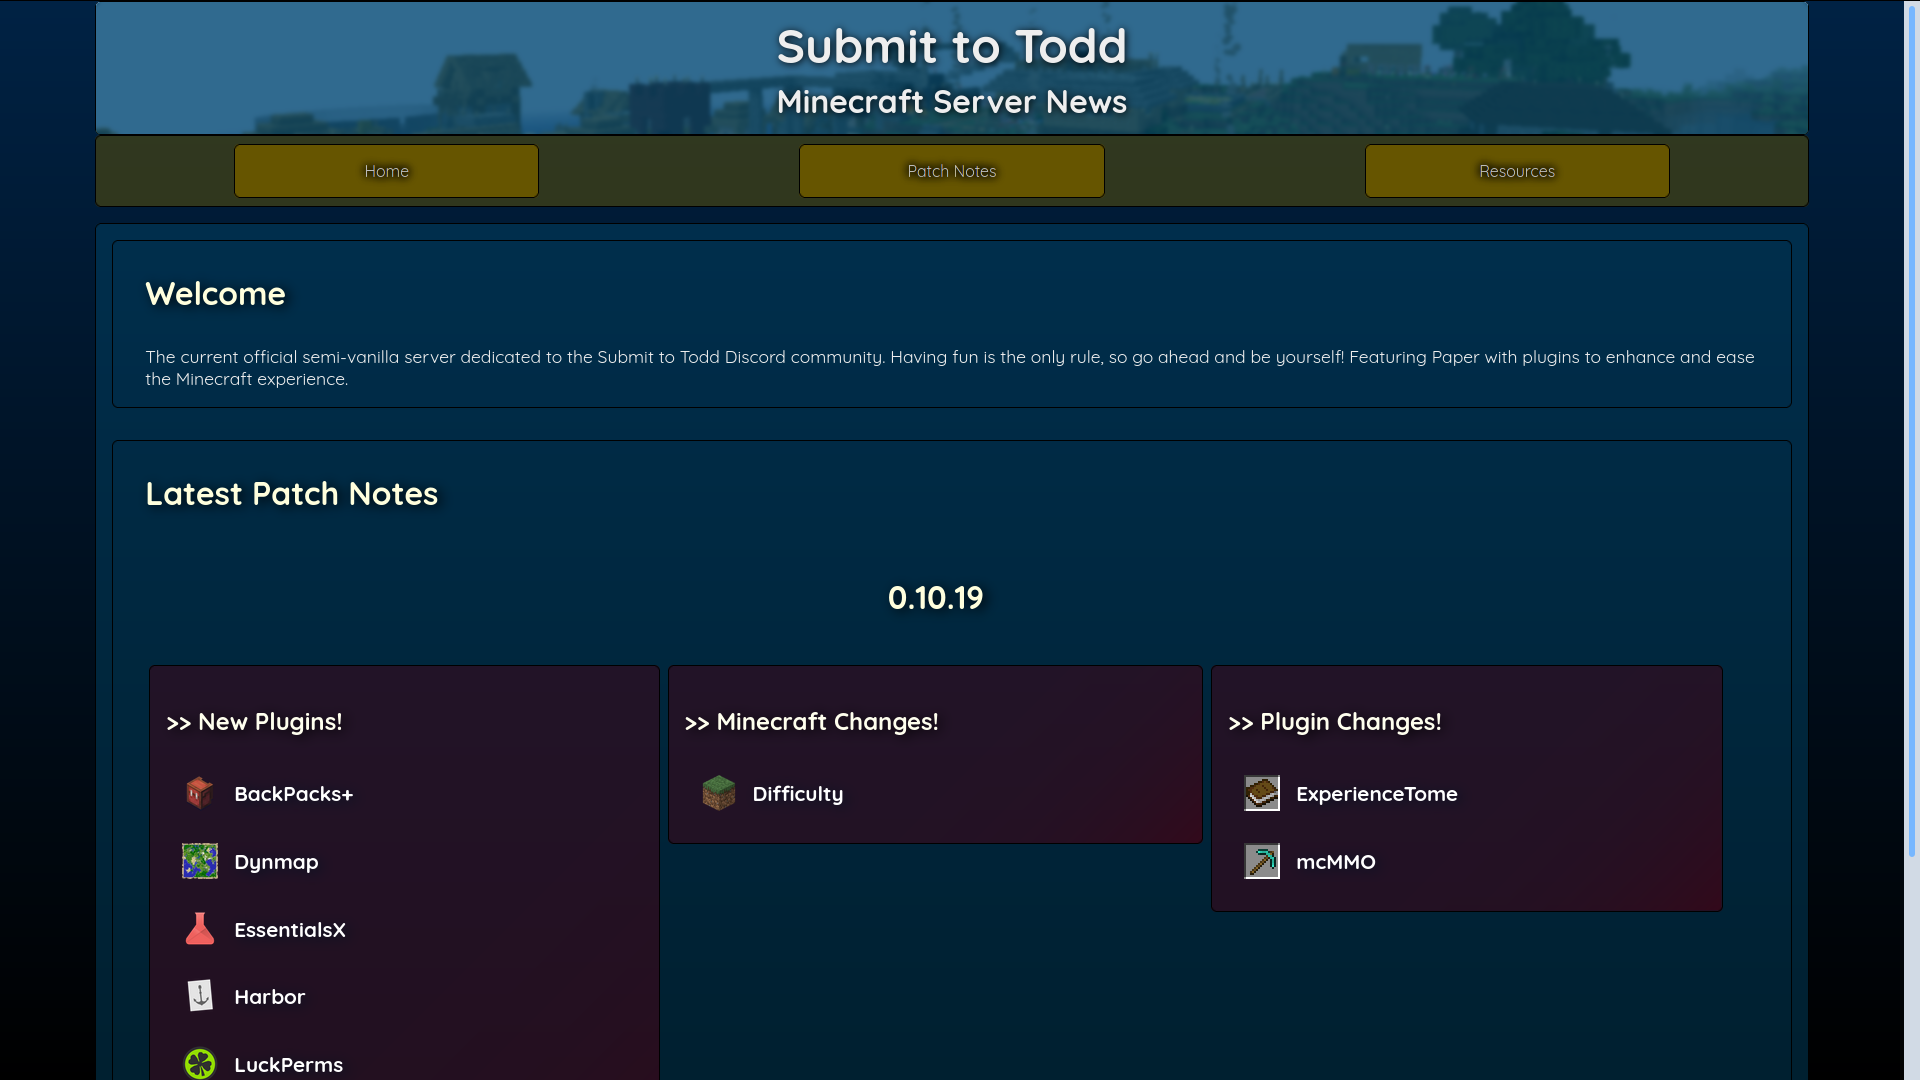 Submit to Todd
Minecraft Server News
Home
Patch Notes
Resources
Welcome
The current official semi-vanilla server dedicated to the Submit to Todd Discord community. Having fun is the only rule, so go ahead and be yourself! Featuring Paper with plugins to enhance and ease
the Minecraft experience.
Latest Patch Notes
0.10.19
>> New Plugins!
BackPacks+
Dynmap
EssentialsX
Harbor
LuckPerms
>> Minecraft Changes!
Difficulty
>> Plugin Changes!
ExperienceTome
mcMMO